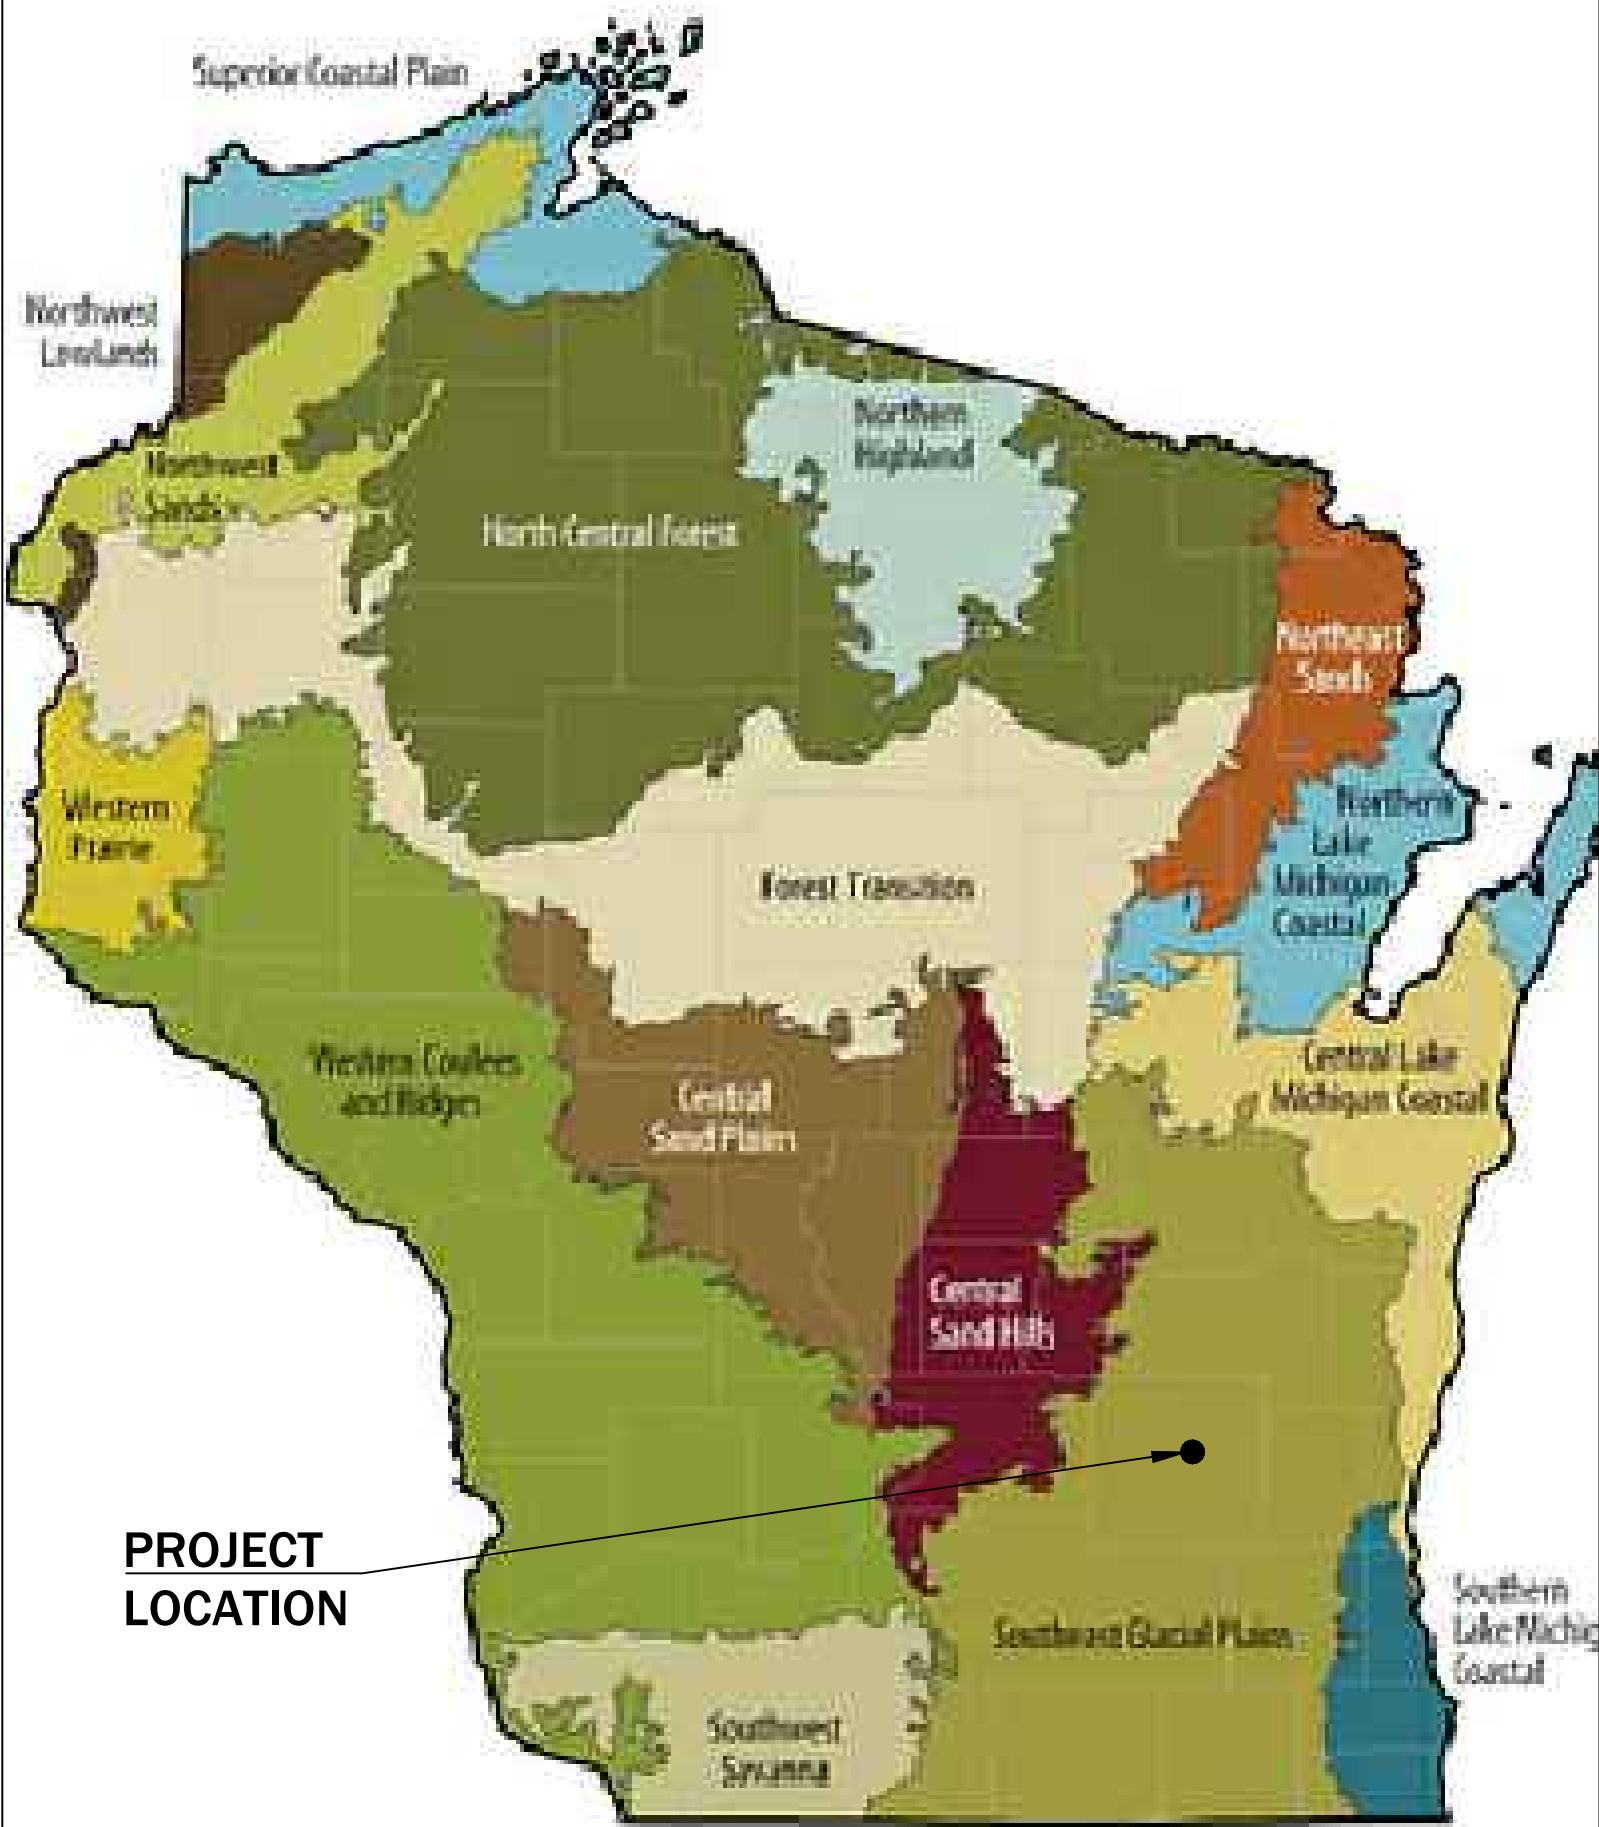 Superior Coastal Plain
Northwest
Lowlands
Northern
Highland
Northwest
Sands
North Central Forest
Northeast
Sands
Western
Prairie
Northern
Lake
Michigan
Coastal
Forest Transition
Western Coulees
and Ridges
Central
Sand Plains
Central Lake
Michigan Coastal
Central
Sand Hills
PROJECT
LOCATION
Southeast Glacial Plains
Southern
Lake Michig
Coastal
Southwest
Savanna